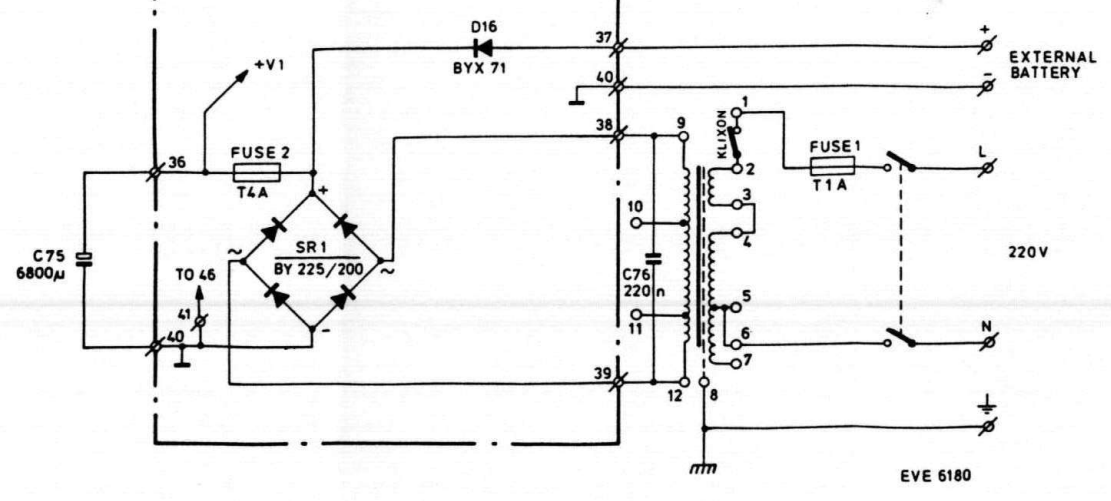 D16
BYX 71
37
+
-
EXTERNAL
BATTERY
40
+V1
38
9
1
KLIXON
36
FUSE 2
T4A
+
FUSE 1
T1A
L
2
3
10
4
~
SR1
BY 225/200
~
C75
6800µ
TO 46
C76
220 n
220V
5
41
40
-
11
6
7
N
39
12
8
EVE 6180